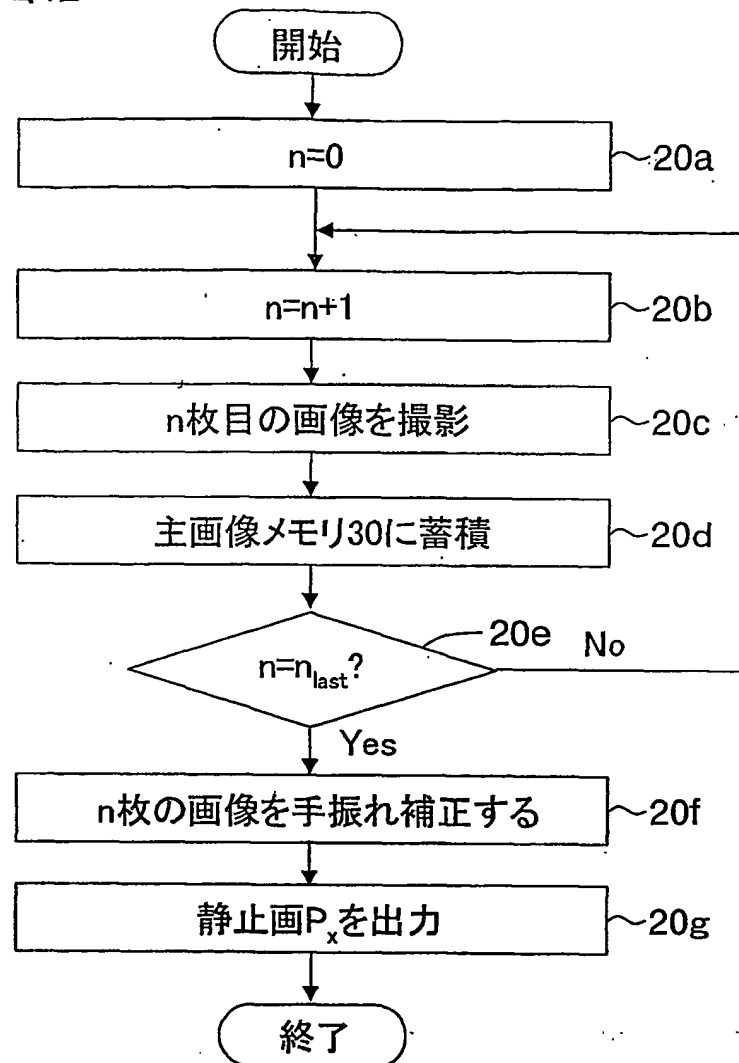 開始
n=0 20a
n=n+1 20b
n枚目の画像を撮影 20c
主画像メモリ30に蓄積 20d
20e No
n=n_last?
Yes
n枚の画像を手振れ補正する 20f
静止画P_xを出力 20g
終了